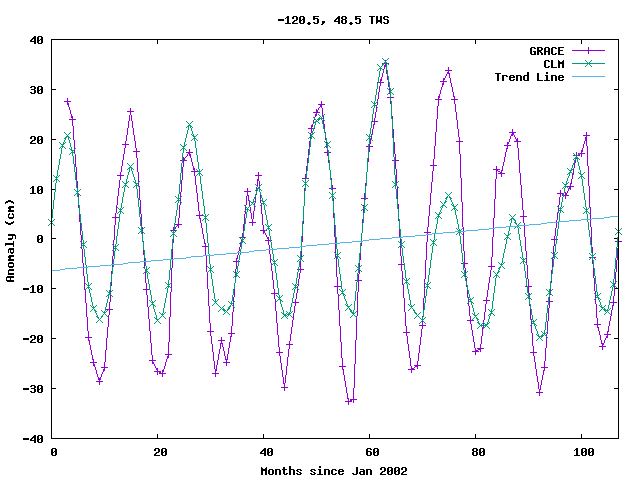 -120.5, 48.5 TWS
GRACE
CLM
Trend Line
40
30
20
10
0
-10
-20
-30
-40
Anomaly (cm)
0 20 40 60 80 100
Months since Jan 2002